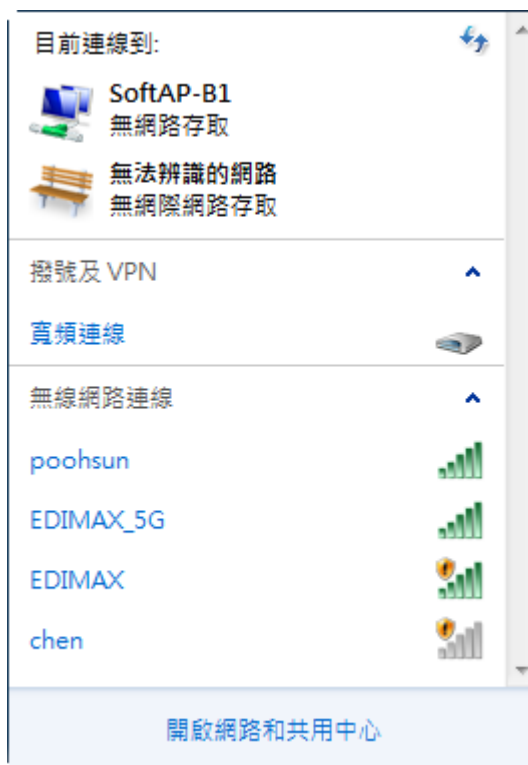 目前連線到:
SoftAP-B1
無網路存取
無法辨識的網路
無網際網路存取
撥號及 VPN
寬頻連線
無線網路連線
poohsun
EDIMAX_5G
EDIMAX
chen
開啟網路和共用中心